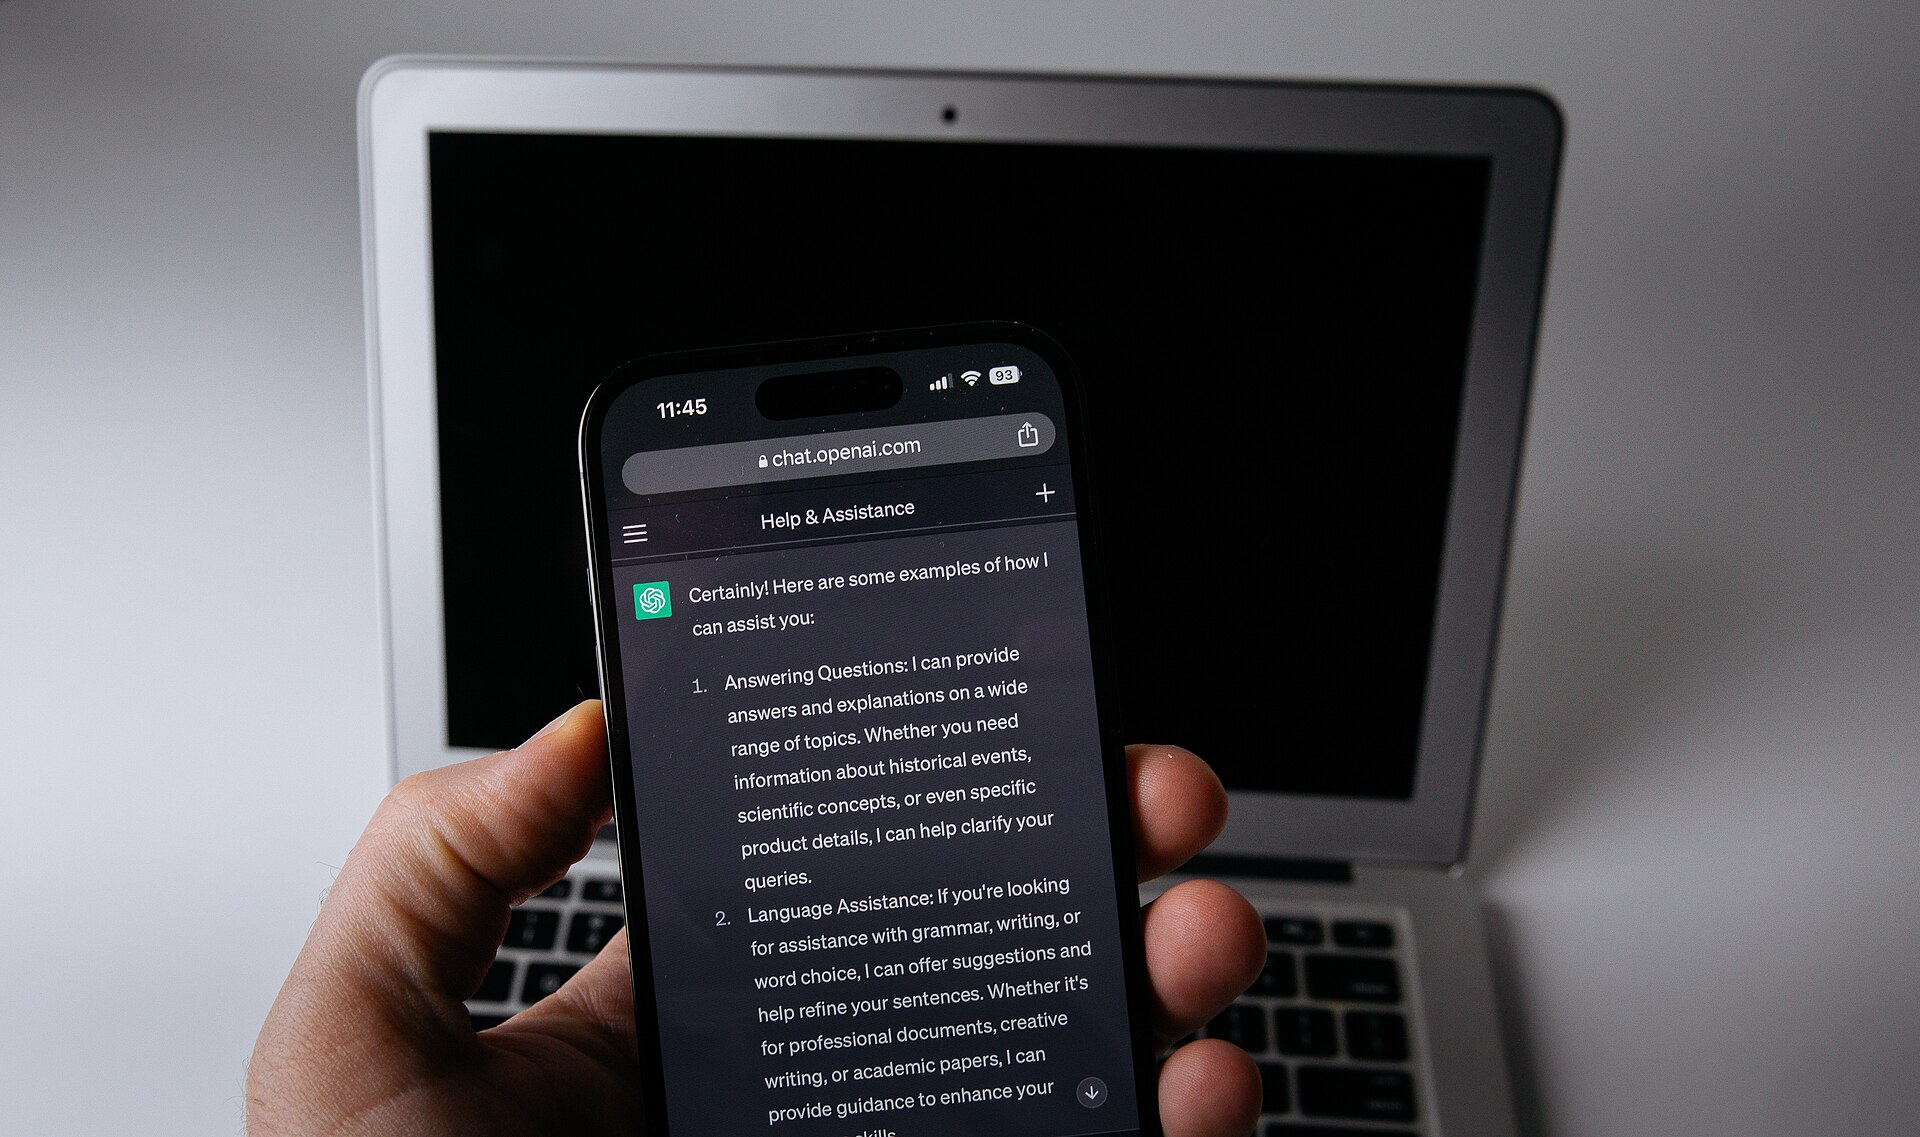 11:45
93
chat.openai.com
Help & Assistance
Certainly! Here are some examples of how I
can assist you:
1. Answering Questions: I can provide
answers and explanations on a wide
range of topics. Whether you need
information about historical events,
scientific concepts, or even specific
product details, I can help clarify your
queries.
2. Language Assistance: If you're looking
for assistance with grammar, writing, or
word choice, I can offer suggestions and
help refine your sentences. Whether it's
for professional documents, creative
writing, or academic papers, I can
provide guidance to enhance your
skills.